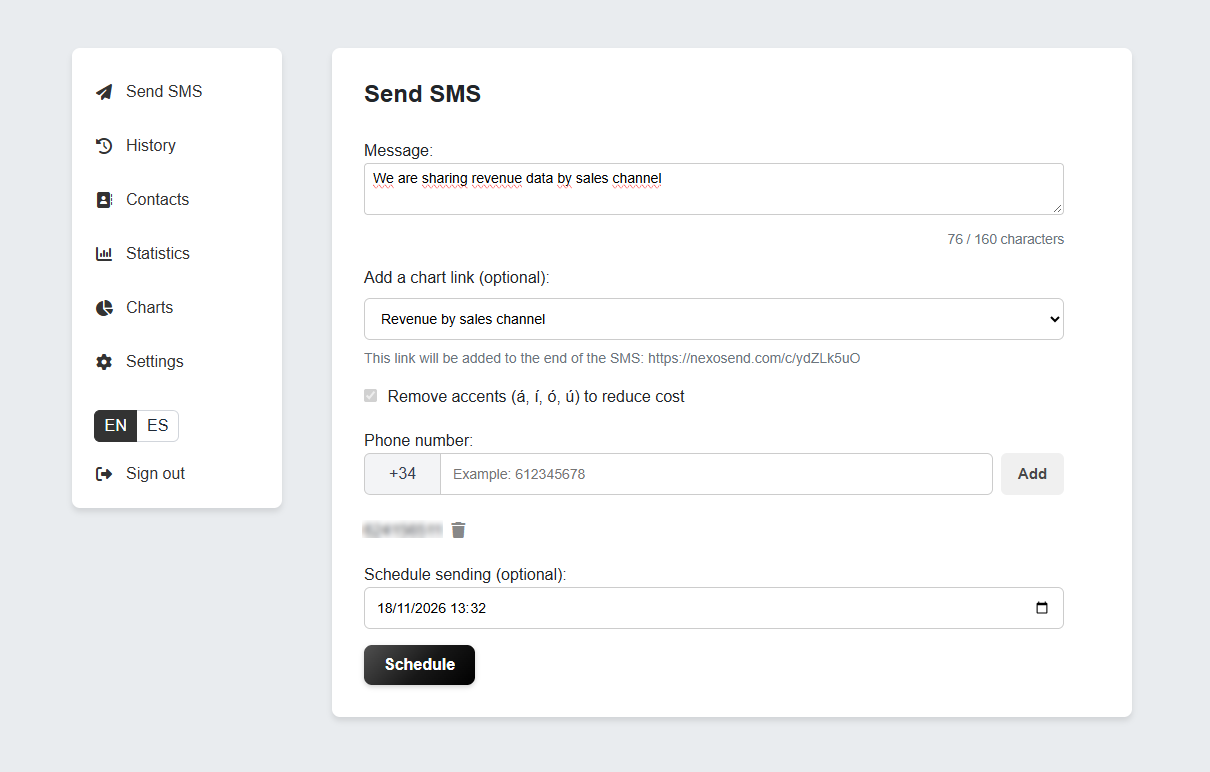 Send SMS
History
Contacts
Statistics
Charts
Settings
EN ES
Sign out
Send SMS
Message:
We are sharing revenue data by sales channel
76 / 160 characters
Add a chart link (optional):
Revenue by sales channel
This link will be added to the end of the SMS: https://nexosend.com/c/ydZLk5uO
Remove accents (á, í, ó, ú) to reduce cost
Phone number:
+34 Example: 612345678 Add
Schedule sending (optional):
18/11/2026 13:32
Schedule